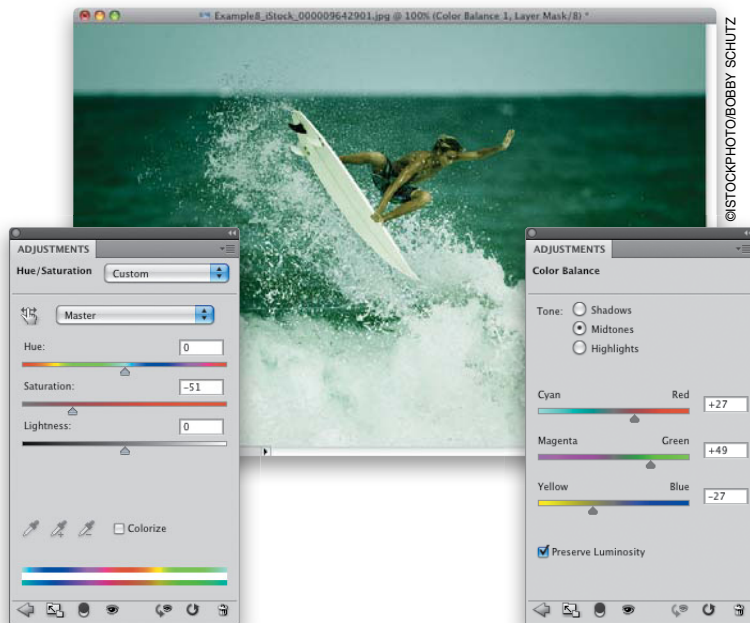 Example8_iStock_000009642901.jpg @ 100% (Color Balance 1, Layer Mask/8) *
©ISTOCKPHOTO/BOBBY SCHUTZ
ADJUSTMENTS
Hue/Saturation
Custom
Master
Hue: 0
Saturation: -51
Lightness: 0
Colorize
ADJUSTMENTS
Color Balance
Tone: Shadows
Midtones
Highlights
Cyan Red +27
Magenta Green +49
Yellow Blue -27
Preserve Luminosity